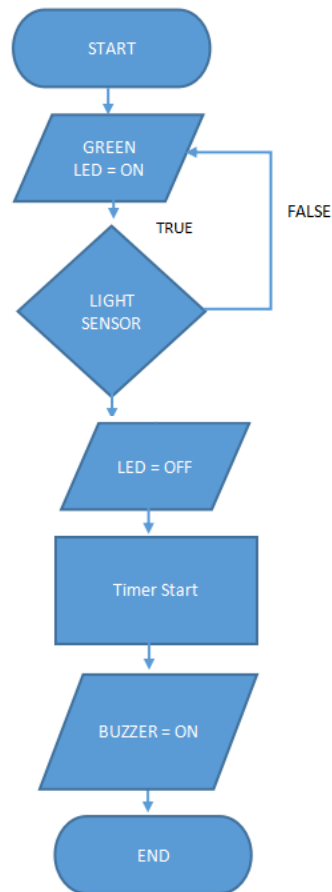 START
GREEN
LED = ON
TRUE
FALSE
LIGHT
SENSOR
LED = OFF
Timer Start
BUZZER = ON
END